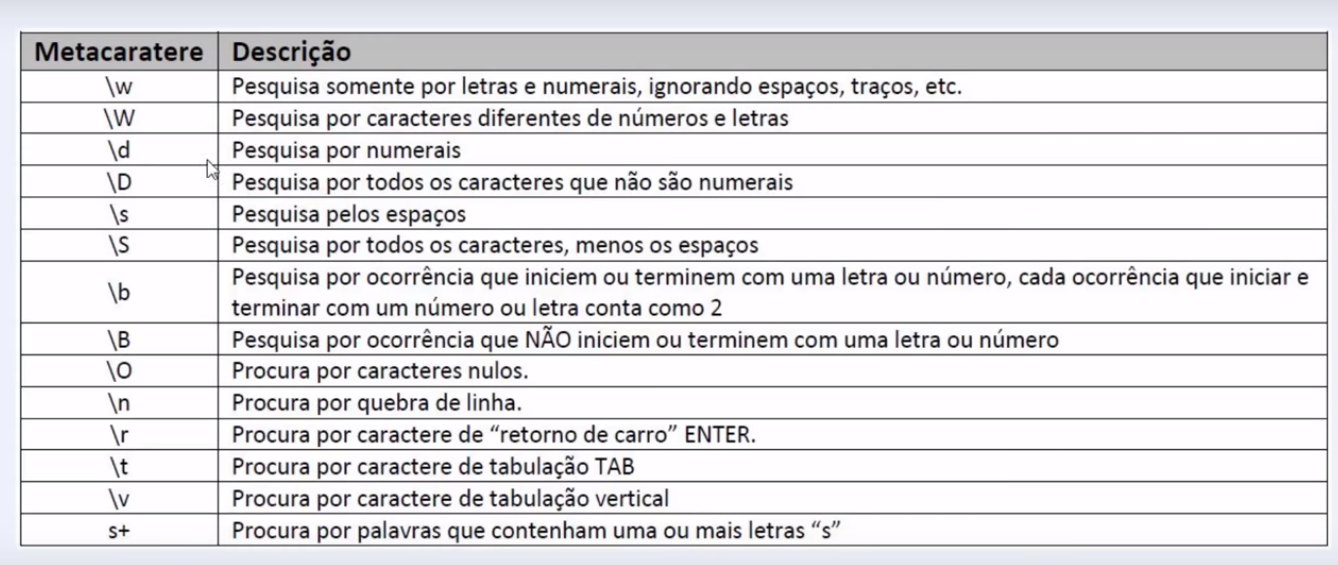 Metacaratere Descrição
\w Pesquisa somente por letras e numerais, ignorando espaços, traços, etc.
\W Pesquisa por caracteres diferentes de números e letras
\d Pesquisa por numerais
\D Pesquisa por todos os caracteres que não são numerais
\s Pesquisa pelos espaços
\S Pesquisa por todos os caracteres, menos os espaços
\b Pesquisa por ocorrência que iniciem ou terminem com uma letra ou número, cada ocorrência que iniciar e
terminar com um número ou letra conta como 2
\B Pesquisa por ocorrência que NÃO iniciem ou terminem com uma letra ou número
\O Procura por caracteres nulos.
\n Procura por quebra de linha.
\r Procura por caractere de “retorno de carro” ENTER.
\t Procura por caractere de tabulação TAB
\v Procura por caractere de tabulação vertical
s+ Procura por palavras que contenham uma ou mais letras “s”